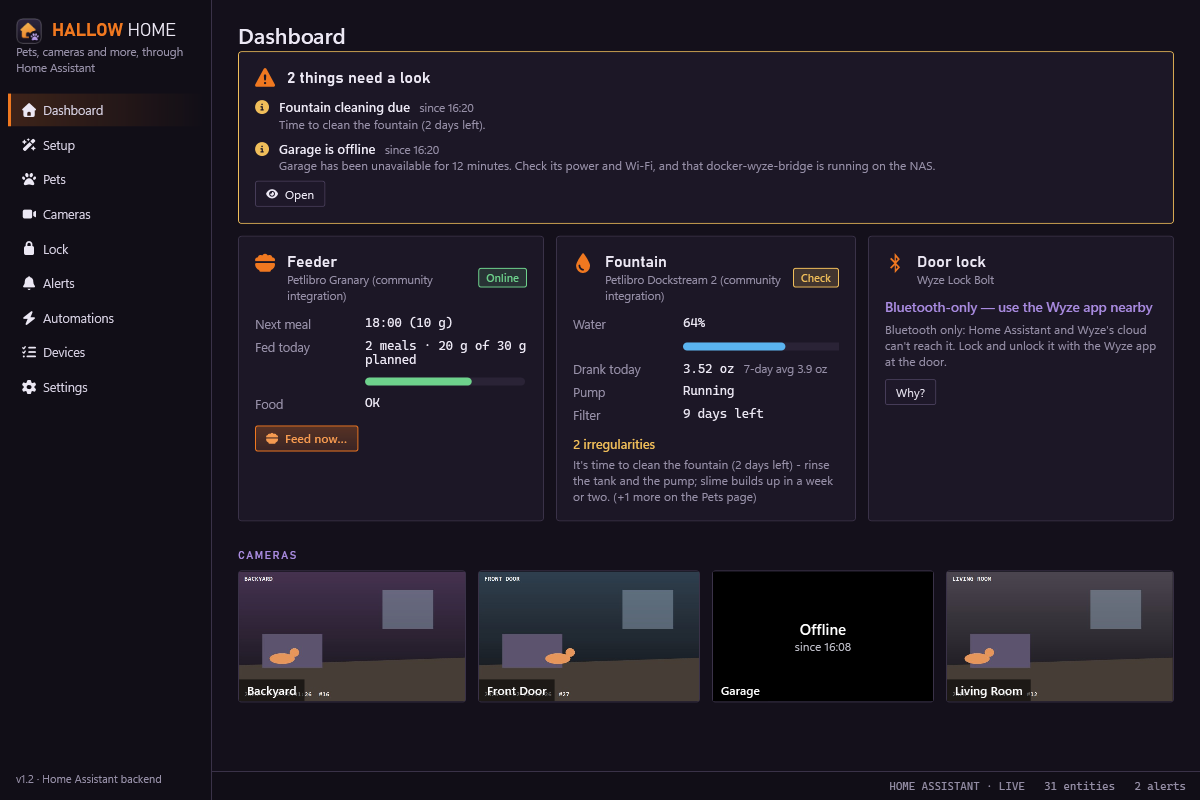 HALLOW HOME
Pets, cameras and more, through
Home Assistant
Dashboard
Setup
Pets
Cameras
Lock
Alerts
Automations
Devices
Settings
v1.2 · Home Assistant backend
Dashboard
2 things need a look
Fountain cleaning due since 16:20
Time to clean the fountain (2 days left).
Garage is offline since 16:20
Garage has been unavailable for 12 minutes. Check its power and Wi-Fi, and that docker-wyze-bridge is running on the NAS.
Open
Feeder
Petlibro Granary (community
integration)
Online
Next meal 18:00 (10 g)
Fed today 2 meals · 20 g of 30 g
planned
Food OK
Feed now...
Fountain
Petlibro Dockstream 2 (community
integration)
Check
Water 64%
Drank today 3.52 oz 7-day avg 3.9 oz
Pump Running
Filter 9 days left
2 irregularities
It's time to clean the fountain (2 days left) - rinse
the tank and the pump; slime builds up in a week
or two. (+1 more on the Pets page)
Door lock
Wyze Lock Bolt
Bluetooth-only — use the Wyze app nearby
Bluetooth only: Home Assistant and Wyze's cloud
can't reach it. Lock and unlock it with the Wyze app
at the door.
Why?
CAMERAS
BACKYARD
Backyard
#16
FRONT DOOR
Front Door
#27
Offline
since 16:08
Garage
LIVING ROOM
Living Room
HOME ASSISTANT · LIVE 31 entities 2 alerts